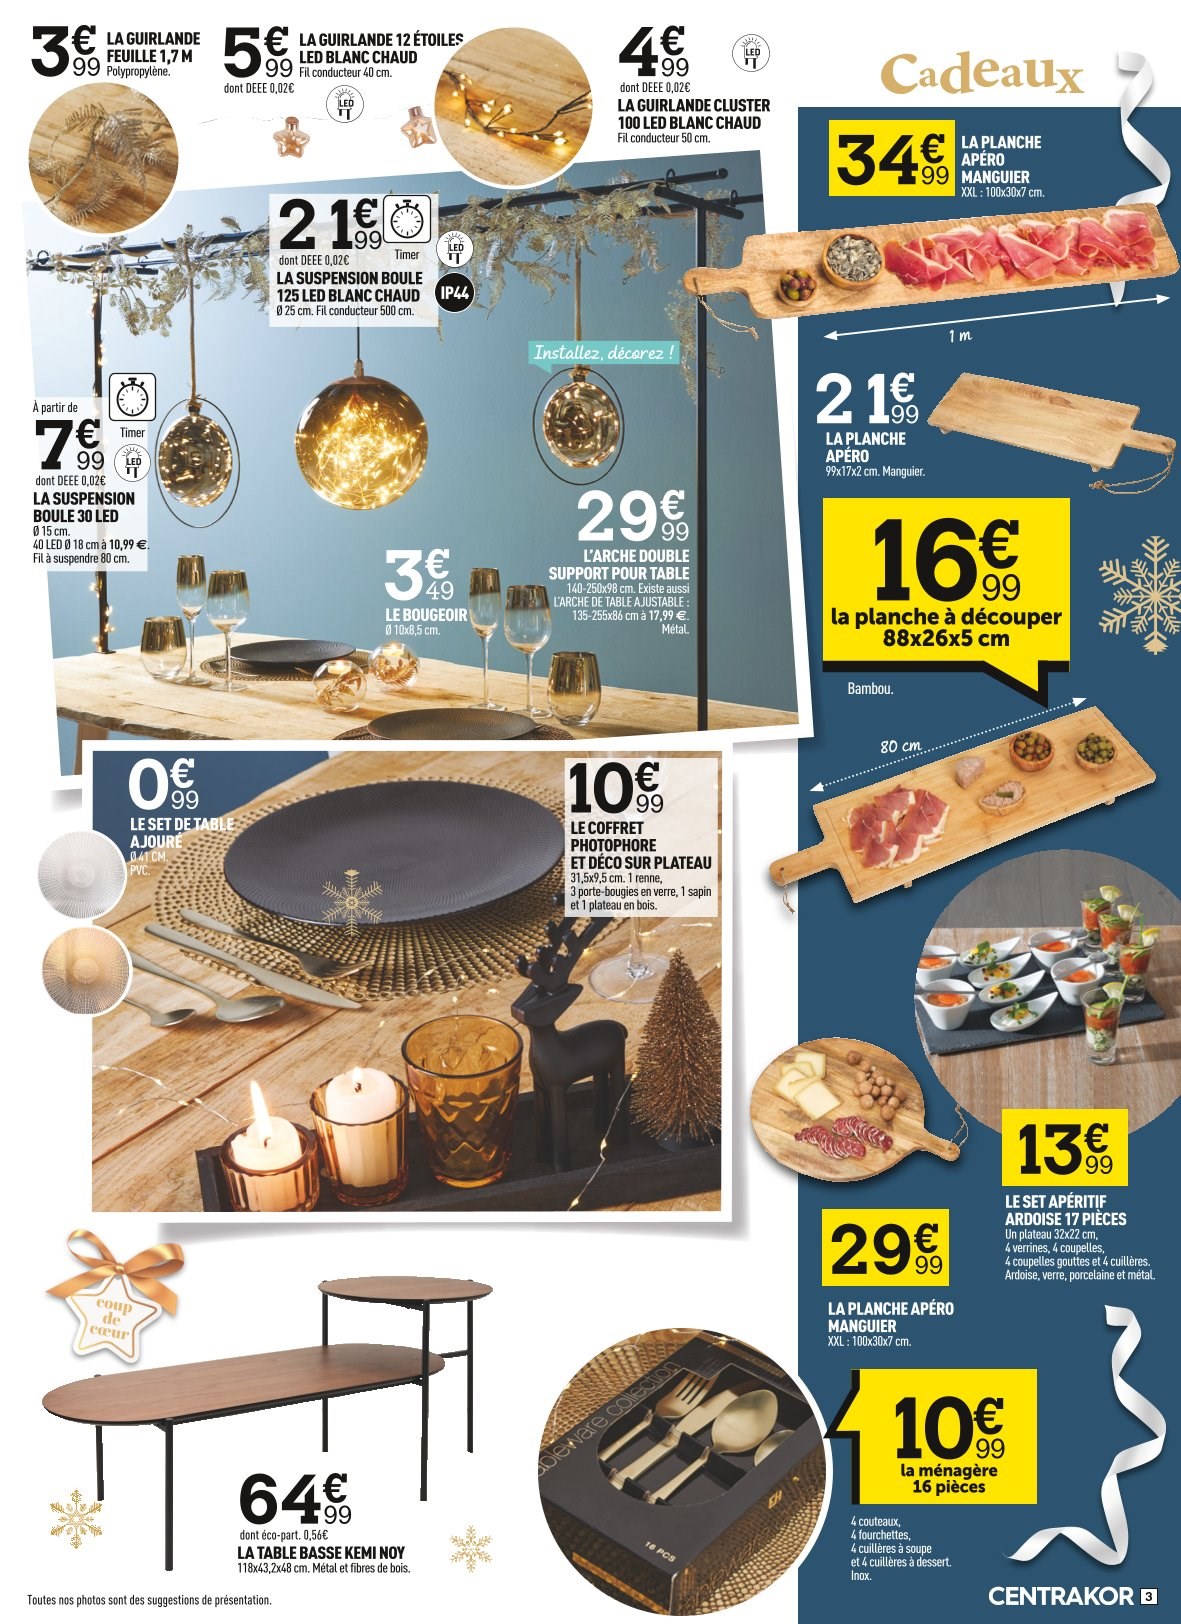 3€99
LA GUIRLANDE
FEUILLE 1,7 M
Polypropylène.
5€99
dont DEEE 0,02€
LA GUIRLANDE 12 ÉTOILES
LED BLANC CHAUD
Fil conducteur 40 cm.
LED
4€99
dont DEEE 0,02€
LED
LA GUIRLANDE CLUSTER
100 LED BLANC CHAUD
Fil conducteur 50 cm.
21€99
dont DEEE 0,02€
Timer
LED
IP44
LA SUSPENSION BOULE
125 LED BLANC CHAUD
Ø 25 cm. Fil conducteur 500 cm.
Installez, décorez !
À partir de
7€99
dont DEEE 0,02€
Timer
LED
LA SUSPENSION
BOULE 30 LED
Ø 15 cm.
40 LED Ø 18 cm à 10,99 €.
Fil à suspendre 80 cm.
3€49
LE BOUGEOIR
Ø 10x8,5 cm.
29€99
L'ARCHE DOUBLE
SUPPORT POUR TABLE
140-250x98 cm. Existe aussi
L'ARCHE DE TABLE AJUSTABLE :
135-255x86 cm à 17,99 €.
Métal.
0€99
LE SET DE TABLE
AJOURÉ
Ø 41 CM.
PVC.
10€99
LE COFFRET
PHOTOPHORE
ET DÉCO SUR PLATEAU
31,5x9,5 cm. 1 renne,
3 porte-bougies en verre, 1 sapin
et 1 plateau en bois.
coup
de
cœur
64€99
dont éco-part. 0,56€
LA TABLE BASSE KEMI NOY
118x43,2x48 cm. Métal et fibres de bois.
tableware collection
16 PCS
Toutes nos photos sont des suggestions de présentation.
Cadeaux
34€99
LA PLANCHE
APÉRO
MANGUIER
XXL : 100x30x7 cm.
1 m
21€99
LA PLANCHE
APÉRO
99x17x2 cm. Manguier.
16€99
la planche à découper
88x26x5 cm
Bambou.
80 cm
13€99
LE SET APÉRITIF
ARDOISE 17 PIÈCES
Un plateau 32x22 cm,
4 verrines, 4 coupelles,
4 coupelles gouttes et 4 cuillères.
Ardoise, verre, porcelaine et métal.
29€99
LA PLANCHE APÉRO
MANGUIER
XXL : 100x30x7 cm.
10€99
la ménagère
16 pièces
4 couteaux,
4 fourchettes,
4 cuillères à soupe
et 4 cuillères à dessert.
Inox.
CENTRAKOR 3